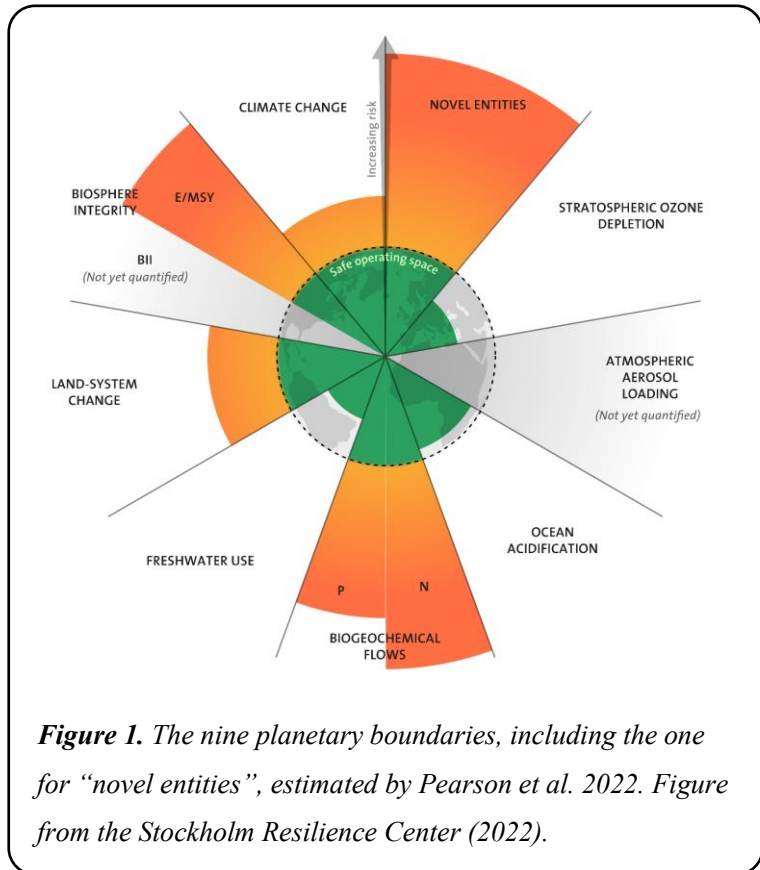 CLIMATE CHANGE
Increasing risk
NOVEL ENTITIES
BIOSPHERE
INTEGRITY
E/MSY
BII
(Not yet quantified)
Safe operating space
STRATOSPHERIC OZONE
DEPLETION
LAND-SYSTEM
CHANGE
ATMOSPHERIC
AEROSOL
LOADING
(Not yet quantified)
FRESHWATER USE
OCEAN
ACIDIFICATION
P
N
BIOGEOCHEMICAL
FLOWS
Figure 1. The nine planetary boundaries, including the one
for “novel entities”, estimated by Pearson et al. 2022. Figure
from the Stockholm Resilience Center (2022).